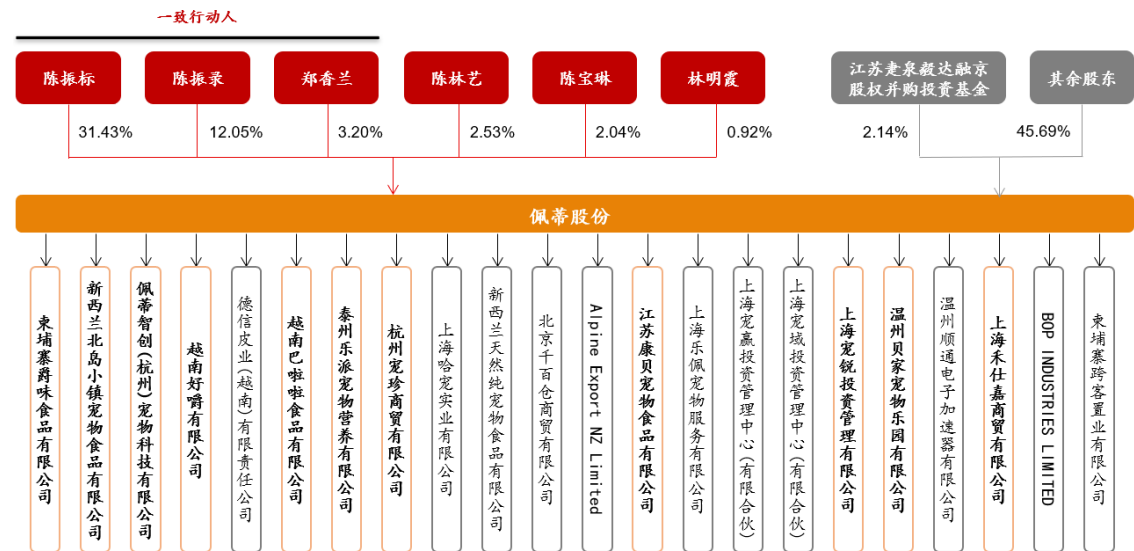 一致行动人
陈振标
陈振录
郑香兰
陈林艺
陈宝琳
林明霞
江苏疌泉毅达融京
股权并购投资基金
其余股东
31.43%
12.05%
3.20%
2.53%
2.04%
0.92%
2.14%
45.69%
佩蒂股份
柬埔寨爵味食品有限公司
新西兰北岛小镇宠物食品有限公司
佩蒂智创(杭州)宠物科技有限公司
越南好嚼有限公司
德信皮业(越南)有限责任公司
越南巴啦啦食品有限公司
泰州乐派宠物营养有限公司
杭州宠珍商贸有限公司
上海哈宠实业有限公司
新西兰天然纯宠物食品有限公司
北京千百仓商贸有限公司
Alpine Export NZ Limited
江苏康贝宠物食品有限公司
上海乐佩宠物服务有限公司
上海宠赢投资管理中心(有限合伙)
上海宠域投资管理中心(有限合伙)
上海宠锐投资管理有限公司
温州贝家宠物乐园有限公司
温州顺通电子加速器有限公司
上海禾仕嘉商贸有限公司
BOP INDUSTRIES LIMITED
柬埔寨跨客置业有限公司